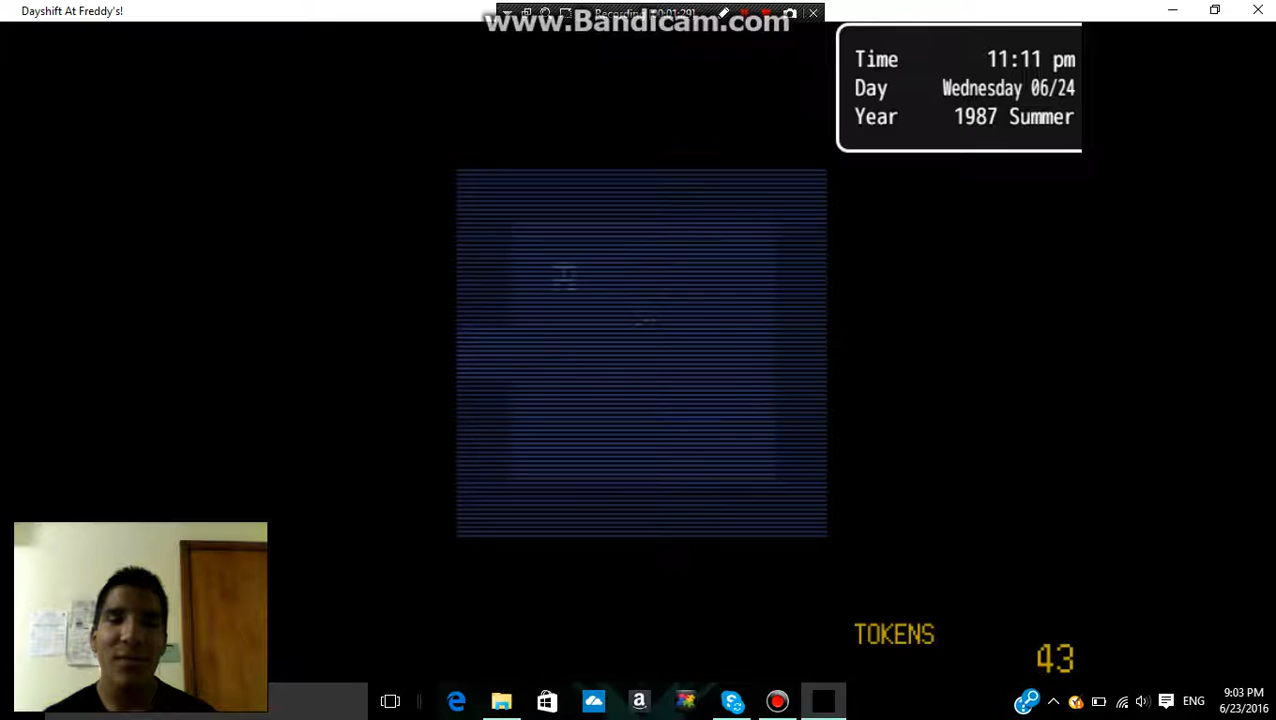 Dayshift At Freddy's!
www.Bandicam.com
Time 11:11 pm
Day Wednesday 06/24
Year 1987 Summer
TOKENS
43
ENG
9:03 PM
6/23/2016